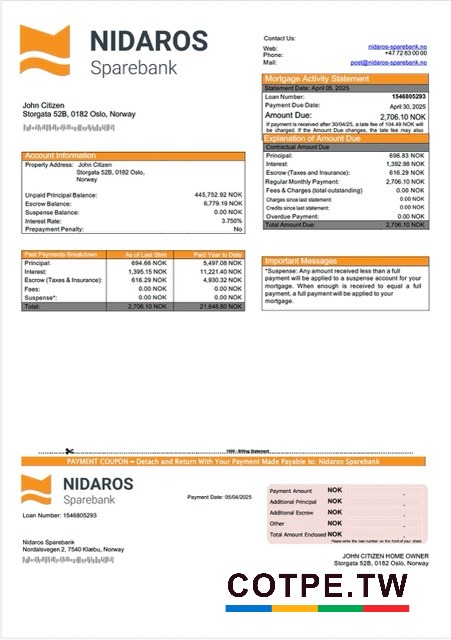 NIDAROS
Sparebank
Contact Us:
Web: nidaros-sparebank.no
Phone: +47 72 83 00 00
Mail: post@nidaros-sparebank.no
John Citizen
Storgata 52B, 0182 Oslo, Norway
Mortgage Activity Statement
Statement Date: April 05, 2025
Loan Number: 1546805293
Payment Due Date: April 30, 2025
Amount Due: 2,706.10 NOK
If payment is received after 30/04/25, a late fee of 104.49 NOK will
be charged. If the Amount Due changes, the late fee may also
Explanation of Amount Due
Contractual Amount Due
Principal: 696.83 NOK
Interest: 1,392.98 NOK
Escrow (Taxes and Insurance): 616.29 NOK
Regular Monthly Payment: 2,706.10 NOK
Fees & Charges (total outstanding) 0.00 NOK
Charges since last statement: 0.00 NOK
Credits since last statement: 0.00 NOK
Overdue Payment: 0.00 NOK
Total Amount Due: 2,706.10 NOK
Account Information
Property Address: John Citizen
Storgata 52B, 0182 Oslo,
Norway
Unpaid Principal Balance: 445,752.92 NOK
Escrow Balance: 6,779.19 NOK
Suspense Balance: 0.00 NOK
Interest Rate: 3.750%
Prepayment Penalty: No
Past Payments Breakdown As of Last Stmt Paid Year to Date
Principal: 694.66 NOK 5,497.08 NOK
Interest: 1,395.15 NOK 11,221.40 NOK
Escrow (Taxes & Insurance): 616.29 NOK 4,930.32 NOK
Fees: 0.00 NOK 0.00 NOK
Suspense*: 0.00 NOK 0.00 NOK
Total: 2,706.10 NOK 21,648.80 NOK
Important Messages
*Suspense: Any amount received less than a full
payment will be applied to a suspense account for your
mortgage. When enough is received to equal a full
payment, a full payment will be applied to your
mortgage.
1000 - Billing Statement
PAYMENT COUPON – Detach and Return With Your Payment Made Payable to: Nidaros Sparebank
NIDAROS
Sparebank
Payment Date: 05/04/2025
Loan Number: 1546805293
Payment Amount NOK .
Additional Principal NOK .
Additional Escrow NOK .
Other NOK .
Total Amount Enclosed NOK .
Please write the loan number on the front of your check
Nidaros Sparebank
Nordalsvegen 2, 7540 Klæbu, Norway
JOHN CITIZEN HOME OWNER
Storgata 52B, 0182 Oslo, Norway
COTPE.TW